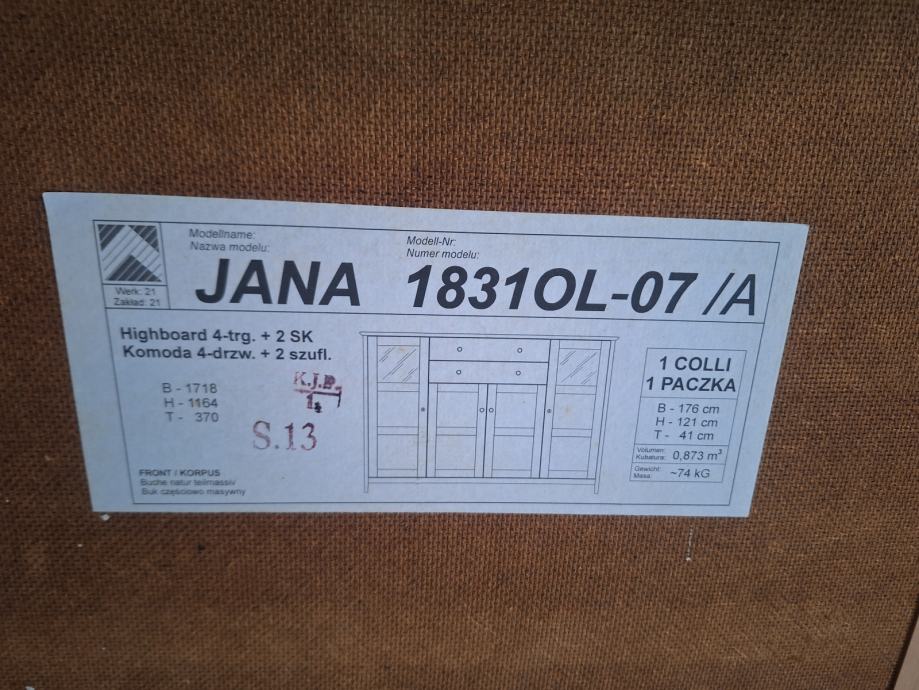 Modellname:
Nazwa modelu:
JANA
Modell-Nr:
Numer modelu:
1831OL-07 /A
Werk: 21
Zakład: 21
Highboard 4-trg. + 2 SK
Komoda 4-drzw. + 2 szufl.
B - 1718
H - 1164
T - 370
K.J.
S.13
FRONT / KORPUS
Buche natur teilmassiv
Buk częściowo masywny
1 COLLI
1 PACZKA
B - 176 cm
H - 121 cm
T - 41 cm
Volumen:
Kubatura:
0,873 m³
Gewicht:
Masa:
~74 kG